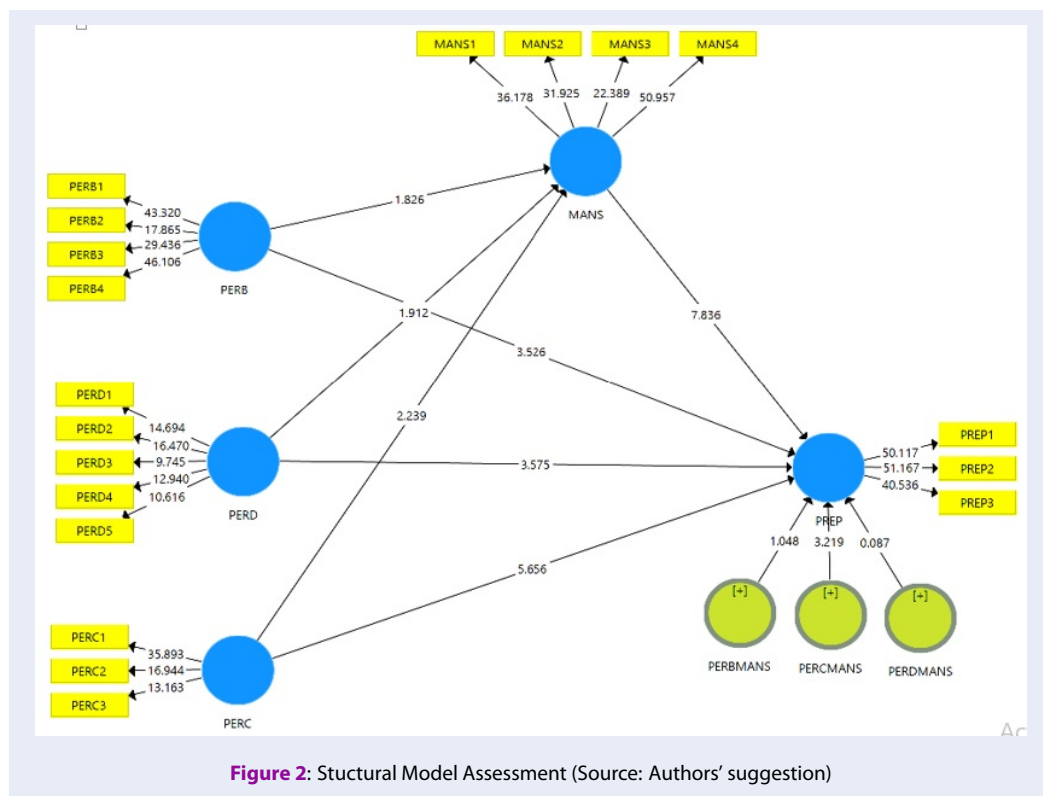 MANS1 MANS2 MANS3 MANS4
36.178 31.925 22.389 50.957
MANS
PERB1
PERB2
PERB3
PERB4
43.320
17.865
29.436
46.106
PERB
1.826
1.912
3.526
7.836
2.239
PERD1
PERD2
PERD3
PERD4
PERD5
14.694
16.470
9.745
12.940
10.616
PERD
3.575
5.656
PREP1
PREP2
PREP3
50.117
51.167
40.536
PREP
1.048 3.219 0.087
[+] [+] [+]
PERBMANS PERCMANS PERDMANS
PERC1
PERC2
PERC3
35.893
16.944
13.163
PERC
Ac
Figure 2: Stuctural Model Assessment (Source: Authors’ suggestion)